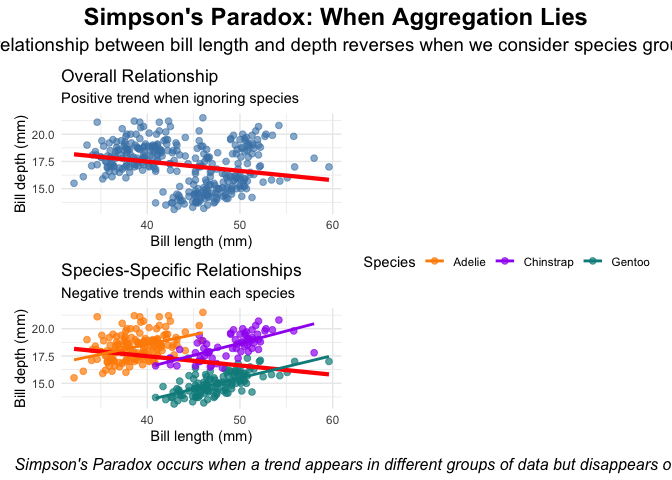 Simpson's Paradox: When Aggregation Lies
elationship between bill length and depth reverses when we consider species grou
Overall Relationship
Positive trend when ignoring species
Bill depth (mm)
20.0
17.5
15.0
40 50 60
Bill length (mm)
Species Adelie Chinstrap Gentoo
Species-Specific Relationships
Negative trends within each species
Bill depth (mm)
20.0
17.5
15.0
40 50 60
Bill length (mm)
Simpson's Paradox occurs when a trend appears in different groups of data but disappears o